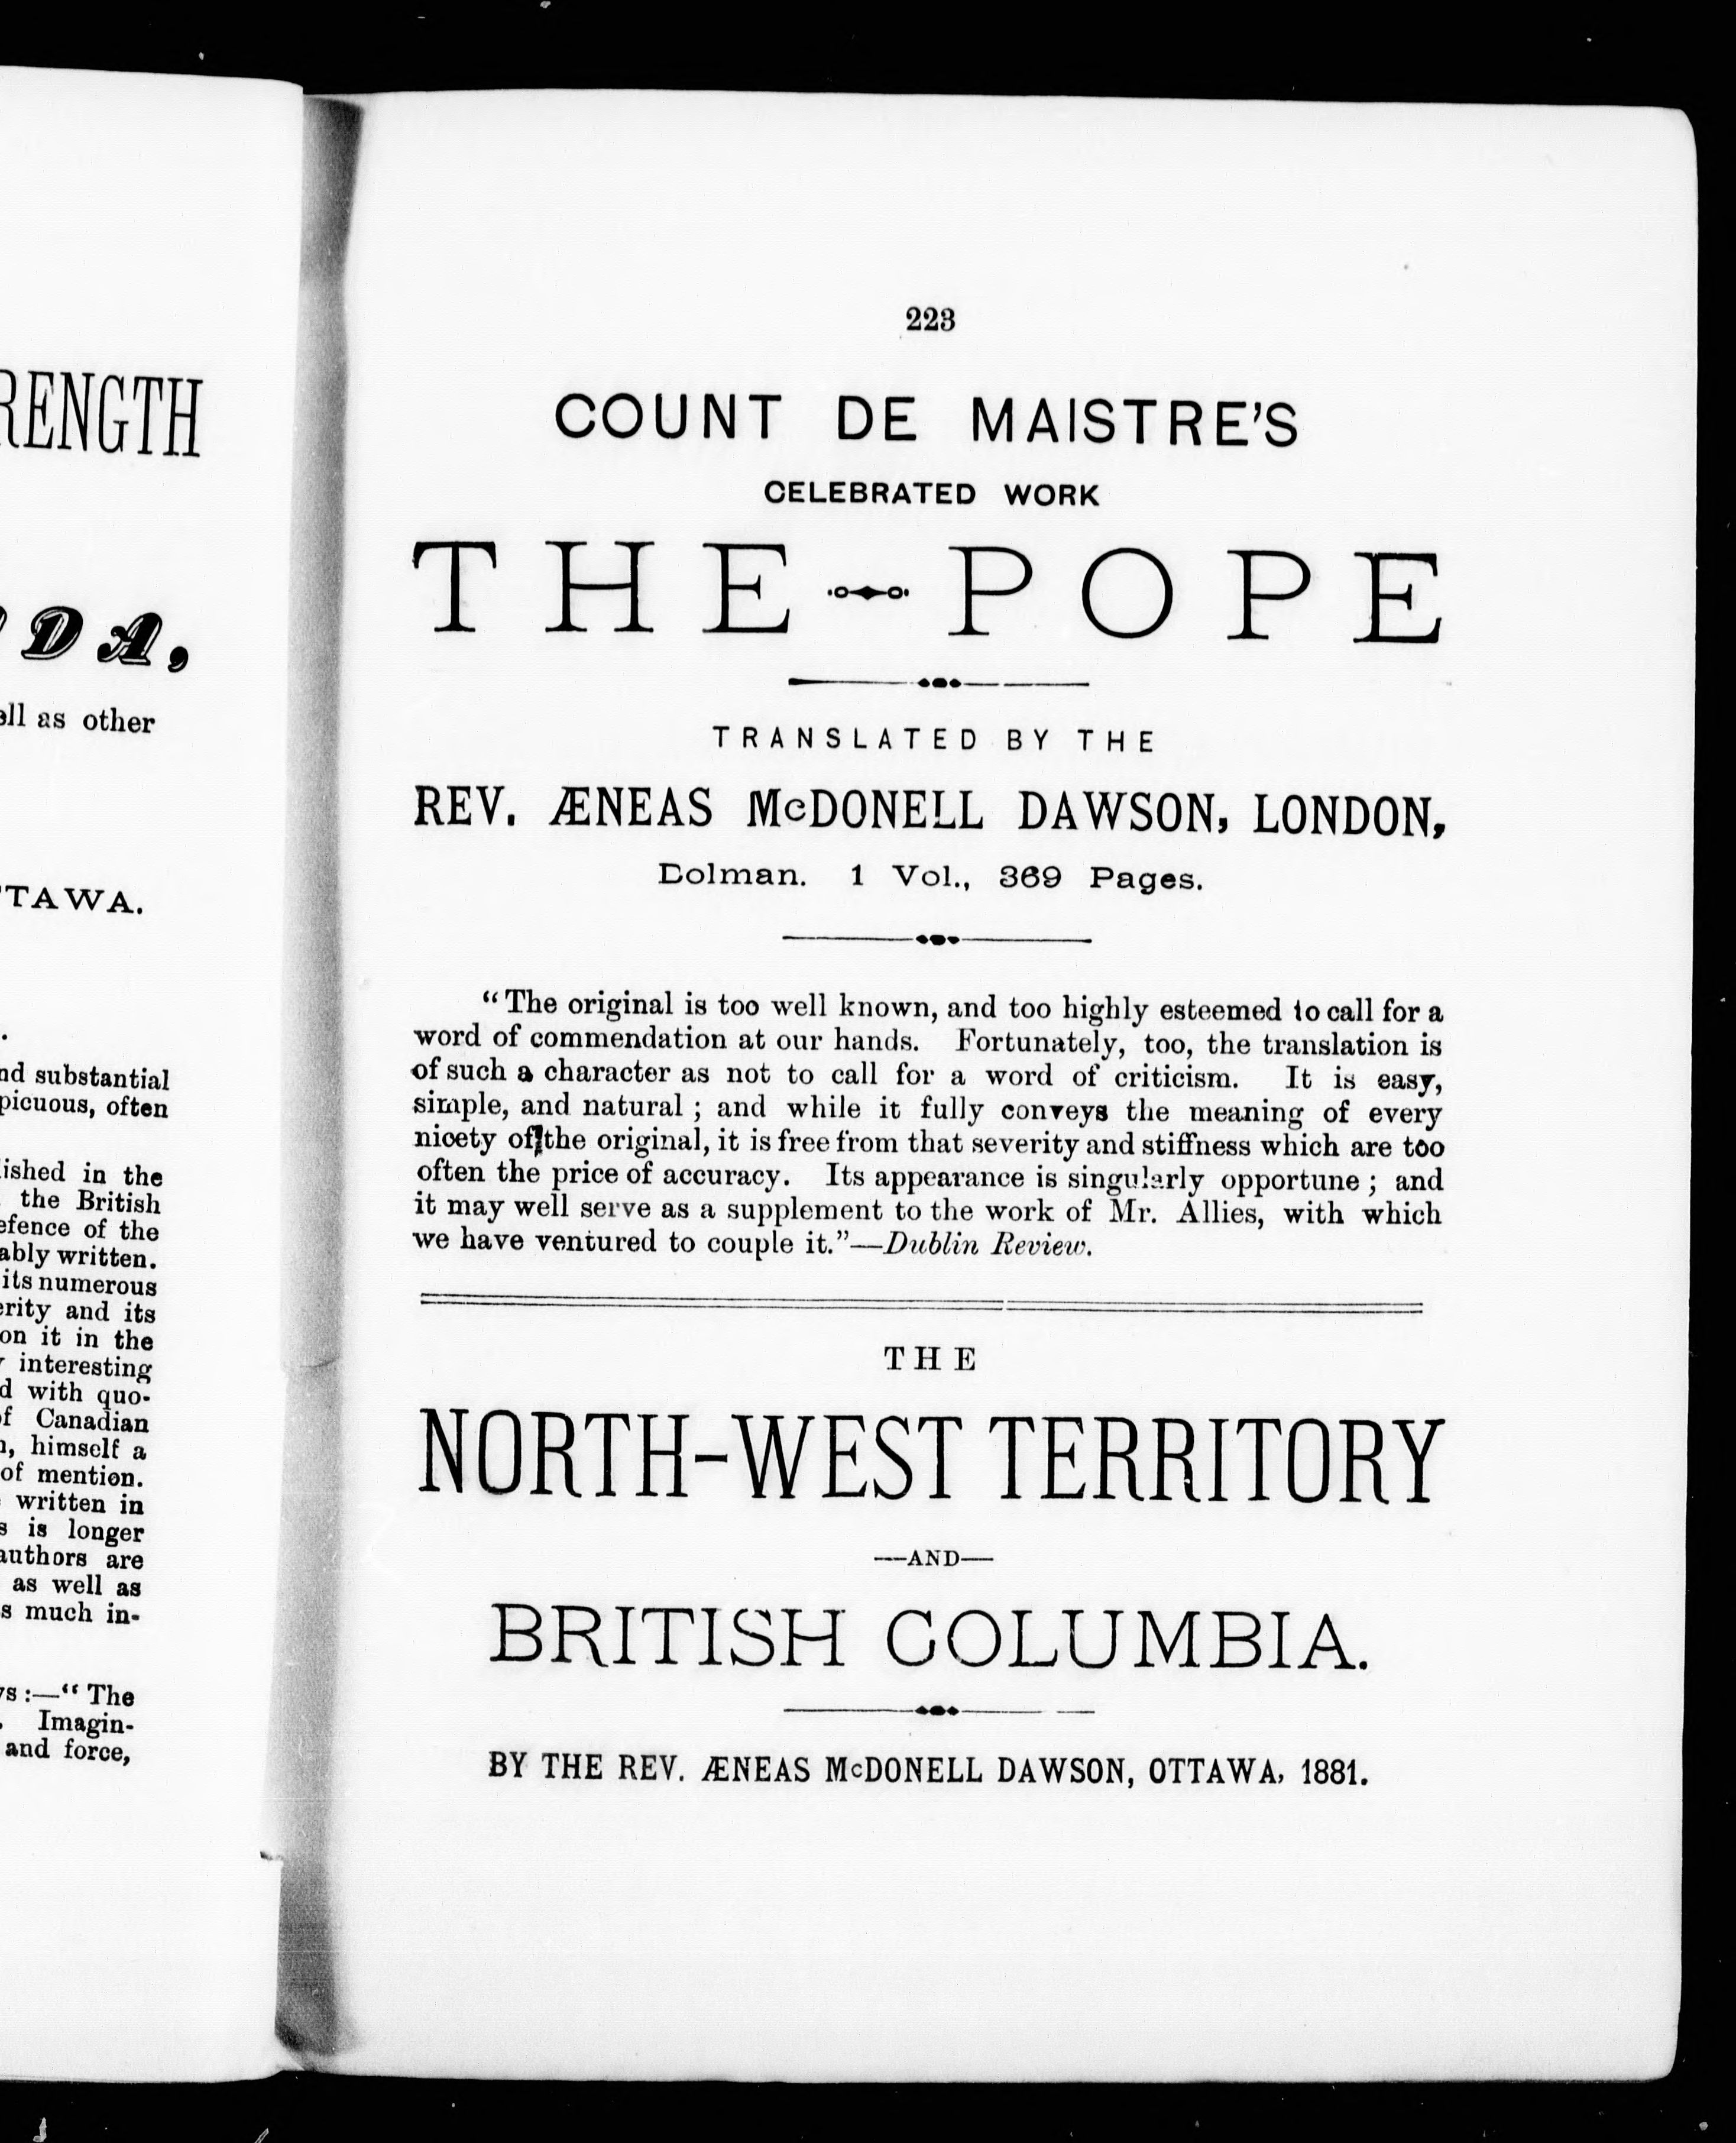 RENGTH
DA,
as other
TTAWA.
substantial
often
in the
the British
of the
ably written.
its numerous
and its
on it in the
interesting
with quo-
Canadian
himself a
of mention.
written in
is longer
authors are
as well as
much in-
:—“ The
Imagin-
and force,
223
COUNT DE MAISTRE'S
CELEBRATED WORK
THE POPE
TRANSLATED BY THE
REV. ÆNEAS McDONELL DAWSON, LONDON,
Dolman. 1 Vol., 369 Pages.
“The original is too well known, and too highly esteemed to call for a
word of commendation at our hands. Fortunately, too, the translation is
of such a character as not to call for a word of criticism. It is easy,
simple, and natural ; and while it fully conveys the meaning of every
nicety of the original, it is free from that severity and stiffness which are too
often the price of accuracy. Its appearance is singularly opportune ; and
it may well serve as a supplement to the work of Mr. Allies, with which
we have ventured to couple it.”—Dublin Review.
THE
NORTH-WEST TERRITORY
—AND—
BRITISH COLUMBIA.
BY THE REV. ÆNEAS McDONELL DAWSON, OTTAWA, 1881.